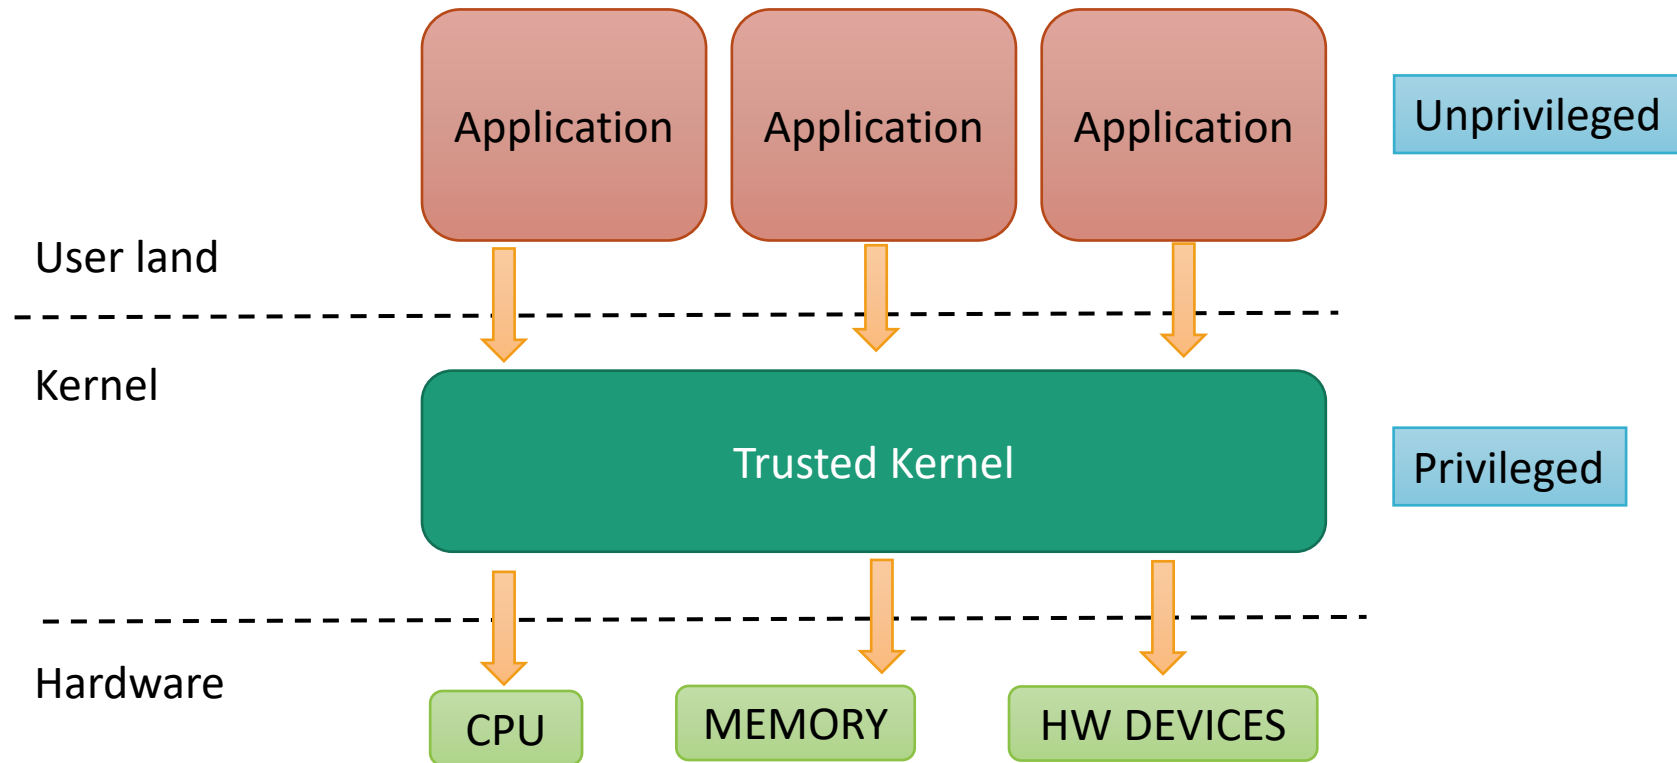 Application
Application
Application
Unprivileged
User land
Kernel
Trusted Kernel
Privileged
Hardware
CPU
MEMORY
HW DEVICES